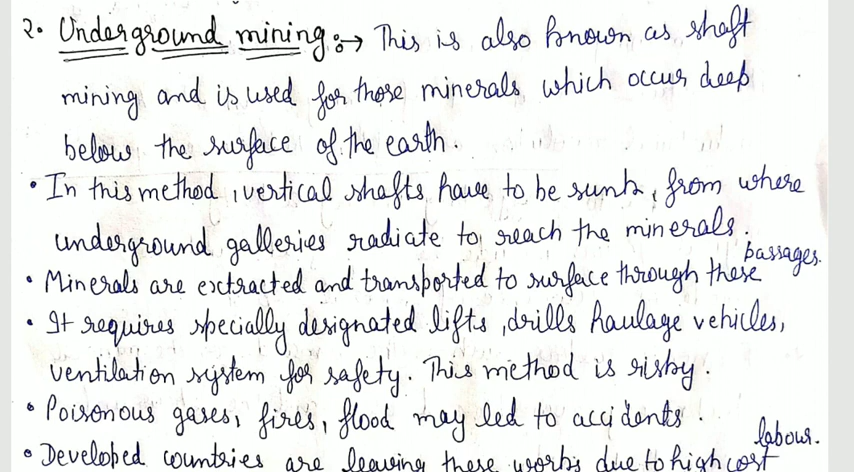 2. Underground mining :→ This is also known as shaft
mining and is used for those minerals which occur deep
below the surface of the earth.
• In this method, vertical shafts have to be sunk, from where
underground galleries radiate to reach the minerals.
• Minerals are extracted and transported to surface through these passages.
• It requires specially designated lifts, drills haulage vehicles,
ventilation system for safety. This method is risky.
• Poisonous gases, fires, flood may led to accidents.
• Developed countries are leaving these works due to high cost labour.